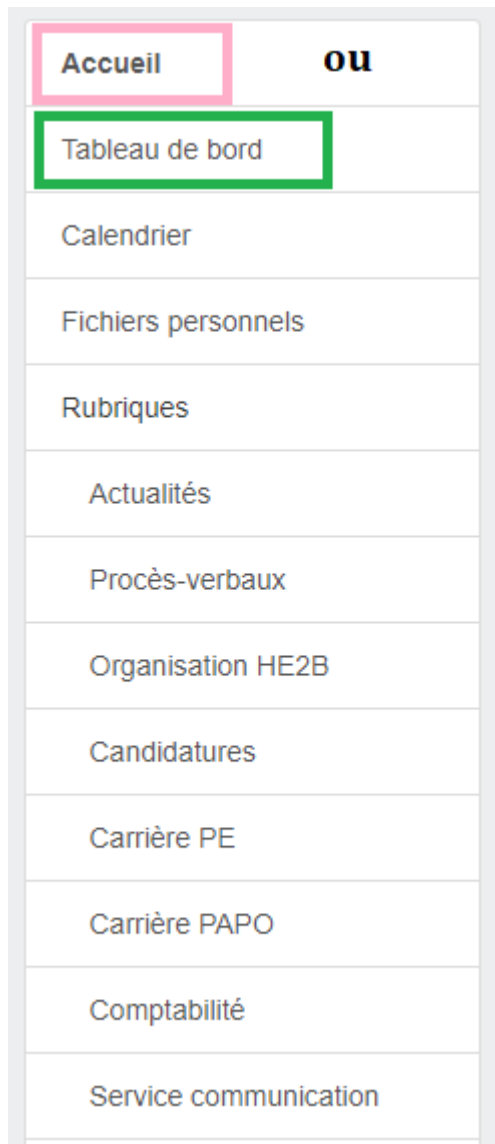 Accueil ou
Tableau de bord
Calendrier
Fichiers personnels
Rubriques
Actualités
Procès-verbaux
Organisation HE2B
Candidatures
Carrière PE
Carrière PAPO
Comptabilité
Service communication